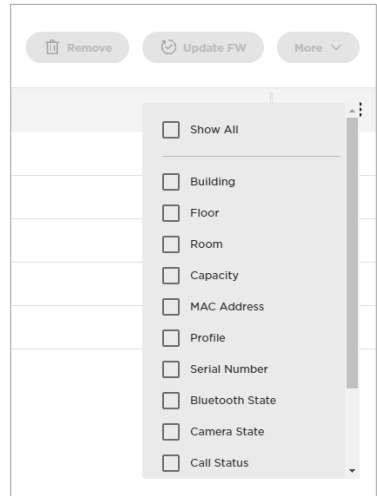 Remove
Update FW
More
Show All
Building
Floor
Room
Capacity
MAC Address
Profile
Serial Number
Bluetooth State
Camera State
Call Status